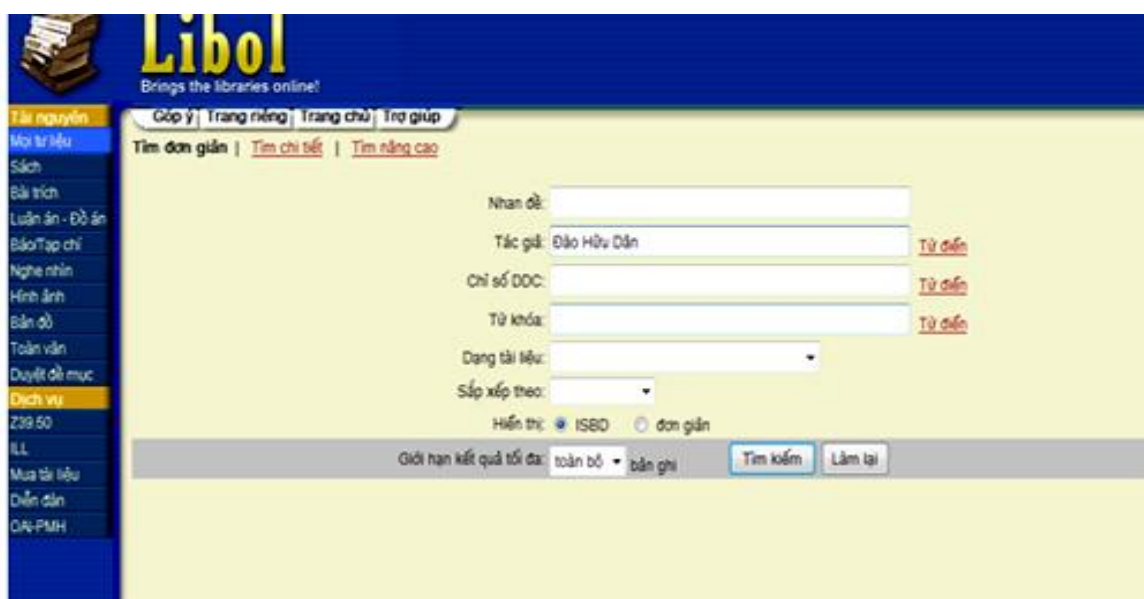 Libol
Brings the libraries online!
Tài nguyên
Mọi tư liệu
Sách
Bài trích
Luận án - Đồ án
Báo/Tạp chí
Nghe nhìn
Hình ảnh
Bản đồ
Toàn văn
Duyệt đề mục
Dịch vụ
Z39.50
ILL
Mua tài liệu
Diễn đàn
OAI-PMH
Góp ý Trang riêng Trang chủ Trợ giúp
Tìm đơn giản | Tìm chi tiết | Tìm nâng cao
Nhan đề:
Tác giả: Đào Hữu Dân Từ điển
Chỉ số DDC: Từ điển
Từ khóa: Từ điển
Dạng tài liệu:
Sắp xếp theo:
Hiển thị: ISBD đơn giản
Giới hạn kết quả tối đa: toàn bộ bản ghi Tìm kiếm Làm lại